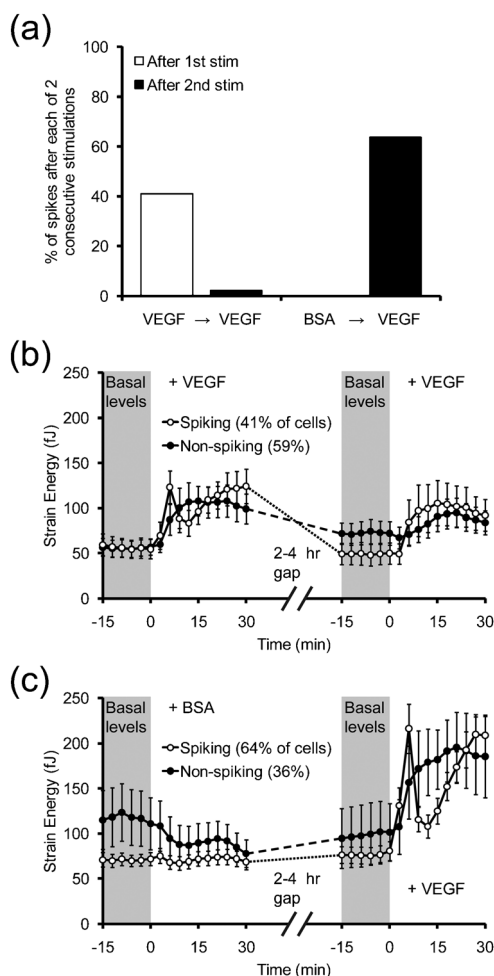 (a)
100
80
60
40
20
0
% of spikes after each of 2
consecutive stimulations
After 1st stim
After 2nd stim
VEGF → VEGF
BSA → VEGF
(b)
250
200
150
100
50
0
Strain Energy (fJ)
Basal
levels
+ VEGF
Spiking (41% of cells)
Non-spiking (59%)
2-4 hr
gap
Basal
levels
+ VEGF
-15 0 15 30 -15 0 15 30
Time (min) Time (min)
(c)
250
200
150
100
50
0
Strain Energy (fJ)
Basal
levels
+ BSA
Spiking (64% of cells)
Non-spiking (36%)
2-4 hr
gap
Basal
levels
+ VEGF
-15 0 15 30 -15 0 15 30
Time (min) Time (min)